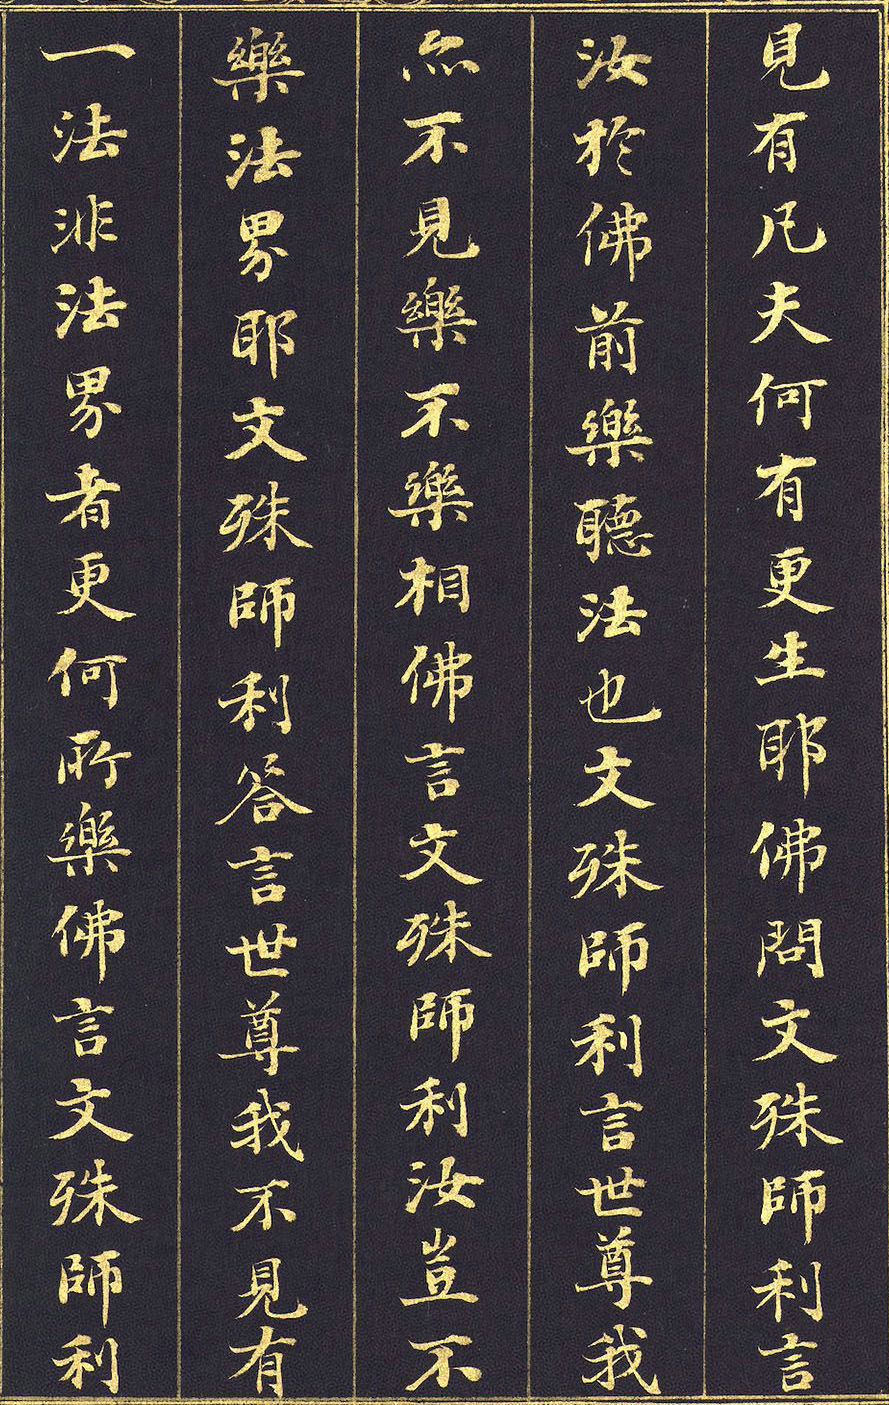 見有凡夫何有更生耶佛問文殊師利言
汝於佛前樂聽法也文殊師利言世尊我
亦不見樂不樂相佛言文殊師利汝豈不
樂法界耶文殊師利答言世尊我不見有
一法非法界者更何所樂佛言文殊師利